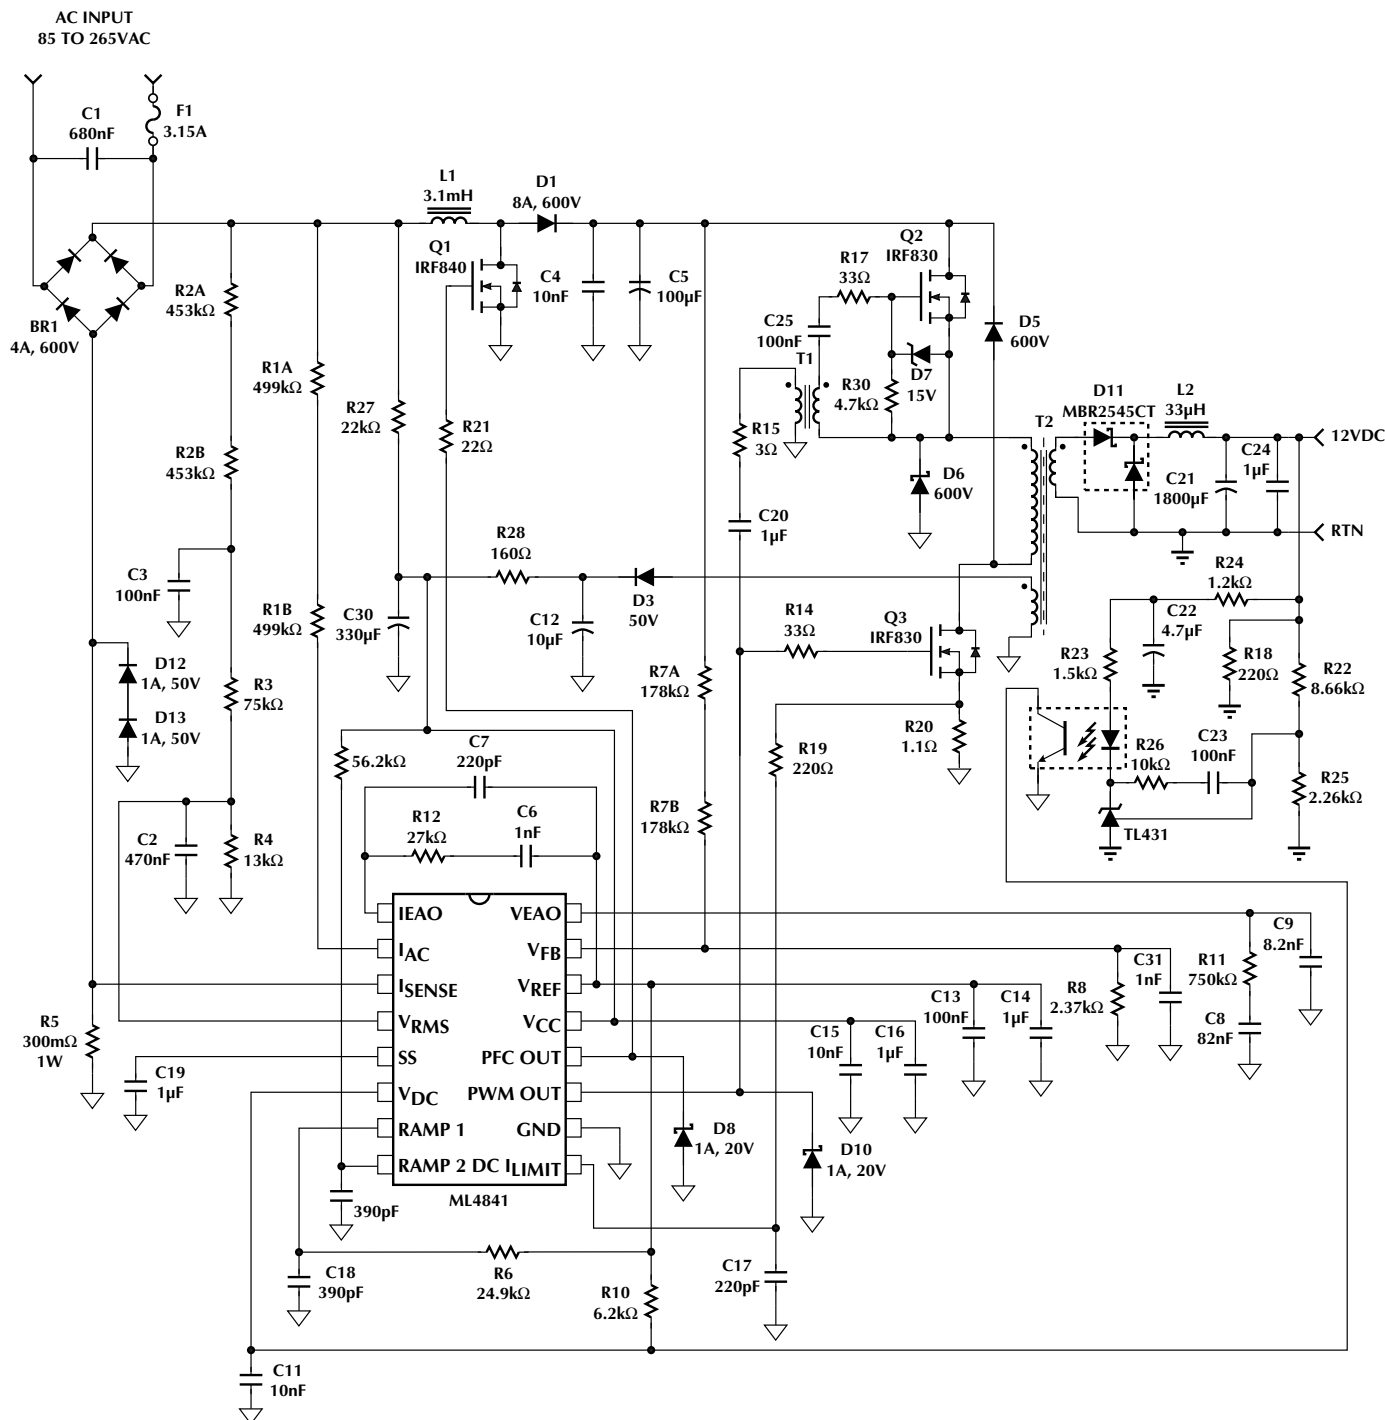 AC INPUT
85 TO 265VAC
C1
680nF
F1
3.15A
L1
3.1mH
D1
8A, 600V
Q1
IRF840
C4
10nF
C5
100µF
Q2
IRF830
R17
33Ω
C25
100nF
T1
D7
15V
R30
4.7kΩ
D5
600V
R2A
453kΩ
BR1
4A, 600V
R1A
499kΩ
R27
22kΩ
R21
22Ω
R15
3Ω
D11
MBR2545CT
L2
33µH
T2
12VDC
C24
1µF
C21
1800µF
D6
600V
R2B
453kΩ
C20
1µF
RTN
R28
160Ω
C3
100nF
R1B
499kΩ
C30
330µF
C12
10µF
D3
50V
R14
33Ω
Q3
IRF830
R24
1.2kΩ
C22
4.7µF
R23
1.5kΩ
R18
220Ω
R22
8.66kΩ
D12
1A, 50V
D13
1A, 50V
R3
75kΩ
R7A
178kΩ
R20
1.1Ω
R19
220Ω
56.2kΩ
C7
220pF
R26
10kΩ
C23
100nF
R25
2.26kΩ
TL431
C2
470nF
R4
13kΩ
R12
27kΩ
C6
1nF
R7B
178kΩ
IEAO
VEAO
IAC
VFB
ISENSE
VREF
VRMS
VCC
SS
PFC OUT
VDC
PWM OUT
RAMP 1
GND
RAMP 2 DC ILIMIT
ML4841
C9
8.2nF
R11
750kΩ
C31
1nF
R8
2.37kΩ
C8
82nF
C13
100nF
C14
1µF
C15
10nF
C16
1µF
R5
300mΩ
1W
C19
1µF
D8
1A, 20V
D10
1A, 20V
390pF
C18
390pF
R6
24.9kΩ
R10
6.2kΩ
C17
220pF
C11
10nF